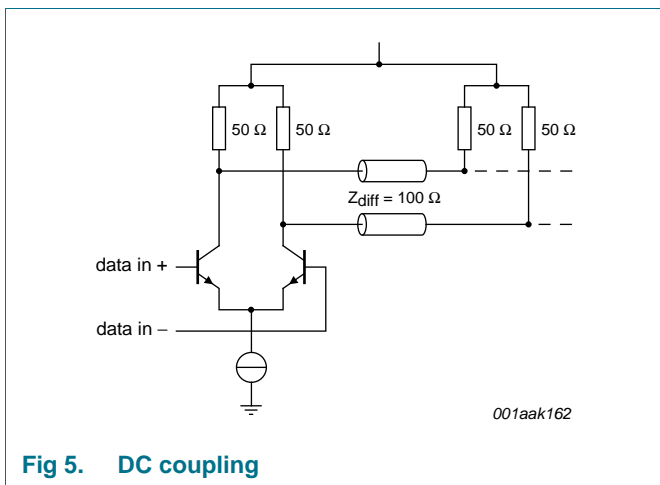 50 Ω 50 Ω 50 Ω 50 Ω
Zdiff = 100 Ω
data in +
data in −
001aak162
Fig 5. DC coupling